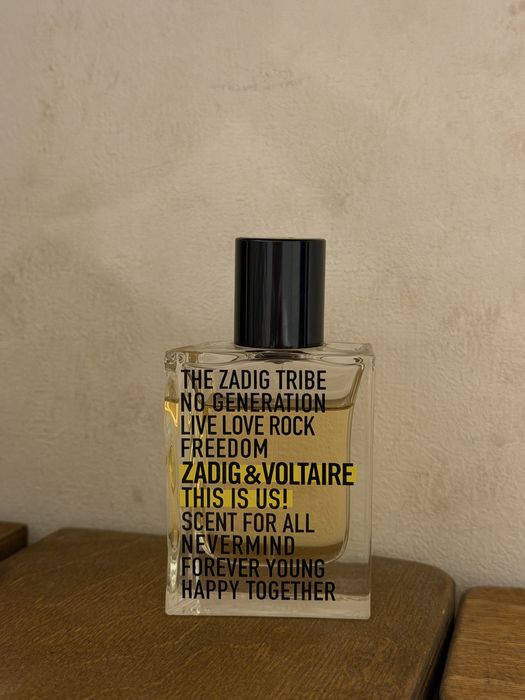 THE ZADIG TRIBE
NO GENERATION
LIVE LOVE ROCK
FREEDOM
ZADIG & VOLTAIRE
THIS IS US!
SCENT FOR ALL
NEVERMIND
FOREVER YOUNG
HAPPY TOGETHER